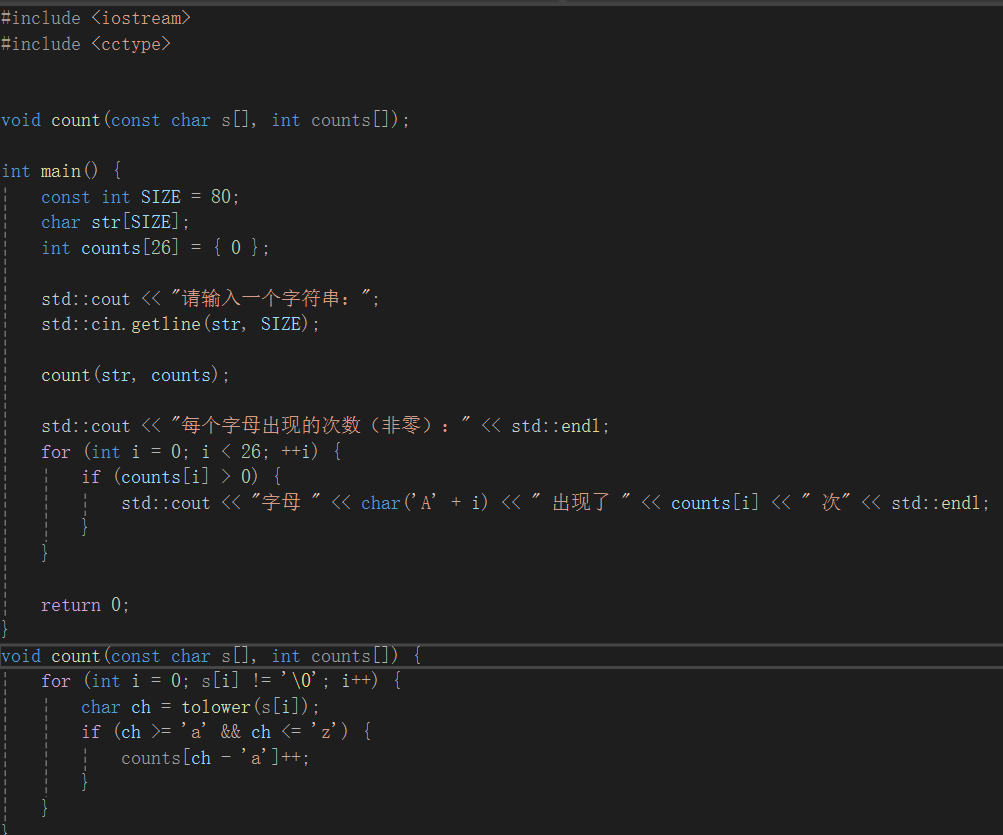 #include <iostream>
#include <cctype>
void count(const char s[], int counts[]);
int main() {
const int SIZE = 80;
char str[SIZE];
int counts[26] = { 0 };
std::cout << "请输入一个字符串：";
std::cin.getline(str, SIZE);
count(str, counts);
std::cout << "每个字母出现的次数（非零）：" << std::endl;
for (int i = 0; i < 26; ++i) {
if (counts[i] > 0) {
std::cout << "字母 " << char('A' + i) << " 出现了 " << counts[i] << " 次" << std::endl;
}
}
return 0;
}
void count(const char s[], int counts[]) {
for (int i = 0; s[i] != '\0'; i++) {
char ch = tolower(s[i]);
if (ch >= 'a' && ch <= 'z') {
counts[ch - 'a']++;
}
}
}